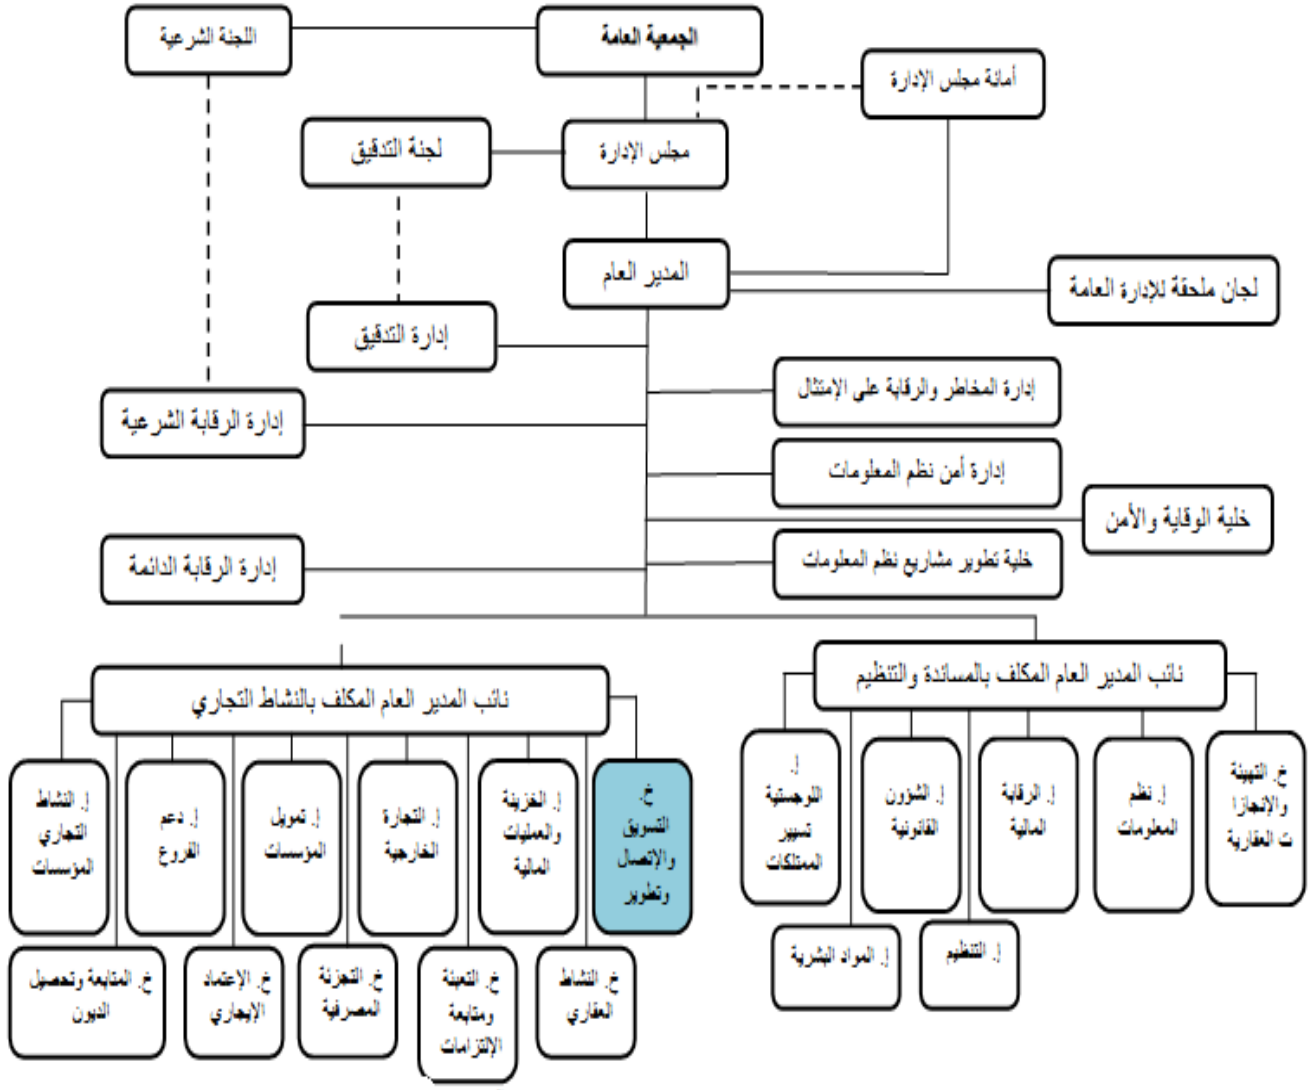 الجمعية العامة
اللجنة الشرعية
أمانة مجلس الإدارة
مجلس الإدارة
لجنة التدقيق
المدير العام
لجان ملحقة للإدارة العامة
إدارة التدقيق
إدارة المخاطر والرقابة على الإمتثال
إدارة الرقابة الشرعية
إدارة أمن نظم المعلومات
خلية الوقاية والأمن
خلية تطوير مشاريع نظم المعلومات
إدارة الرقابة الدائمة
نائب المدير العام المكلف بالمساندة والتنظيم
خ. التهيئة
والإنجازا
ت العقارية
إ. نظم
المعلومات
إ. الرقابة
المالية
إ. الشؤون
القانونية
إ.
اللوجستية
تسيير
الممتلكات
إ. التنظيم
إ. المواد البشرية
نائب المدير العام المكلف بالنشاط التجاري
خ.
التسويق
والإتصال
وتطوير
إ. الخزينة
والعمليات
المالية
إ. التجارة
الخارجية
إ. تمويل
المؤسسات
إ. دعم
الفروع
إ. النشاط
التجاري
المؤسسات
خ. النشاط
العقاري
خ. التعبئة
ومتابعة
الإلتزامات
خ. التجزئة
المصرفية
خ. الإعتماد
الإيجاري
خ. المتابعة وتحصيل
الديون